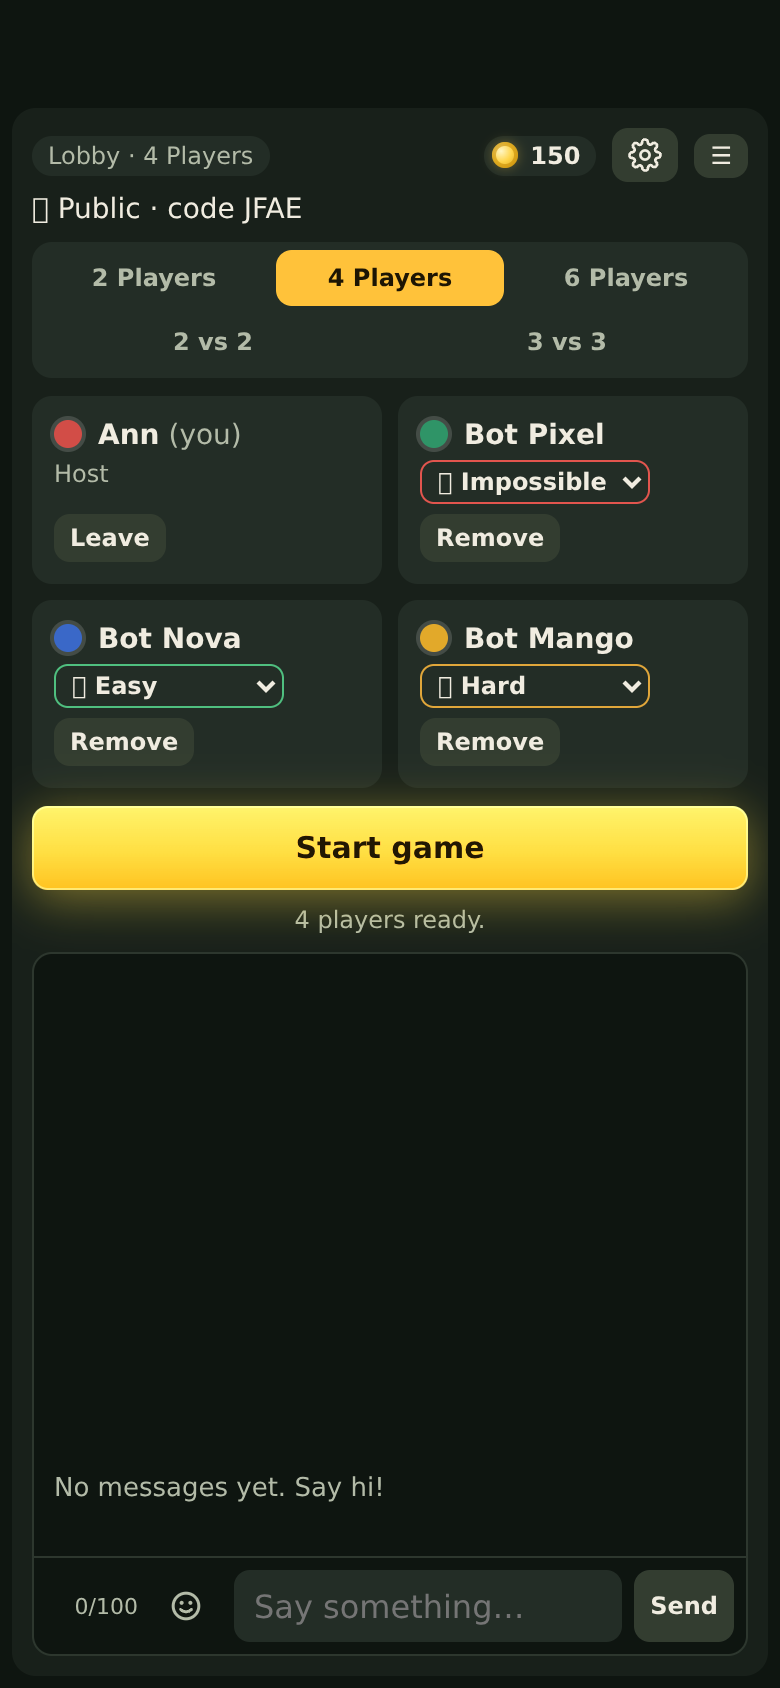 Lobby · 4 Players
150
Public · code JFAE
2 Players
4 Players
6 Players
2 vs 2
3 vs 3
Ann (you)
Host
Leave
Bot Pixel
Impossible
Remove
Bot Nova
Easy
Remove
Bot Mango
Hard
Remove
Start game
4 players ready.
No messages yet. Say hi!
0/100
Say something...
Send